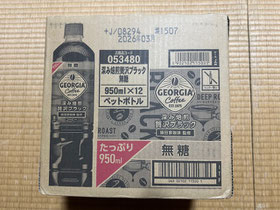 +J/08294
2026.03
1507
053480
深み焙煎贅沢ブラック
無糖
950ml×12
ペットボトル
無糖
GEORGIA
Coffee
深み焙煎
贅沢ブラック
ROAST
DEEP
GEORGIA
Coffee
深み焙煎
贅沢ブラック
たっぷり
950ml
無糖